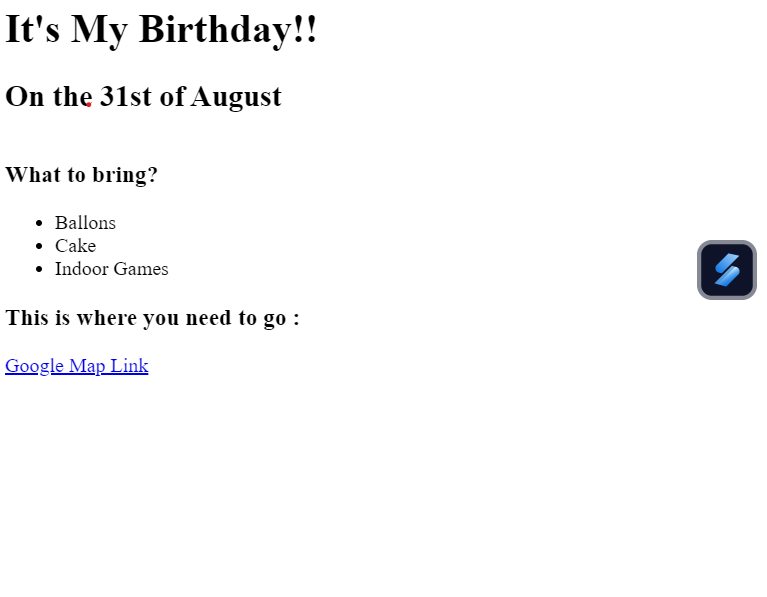 It's My Birthday!!
On the 31st of August
What to bring?
Ballons
Cake
Indoor Games
This is where you need to go :
Google Map Link